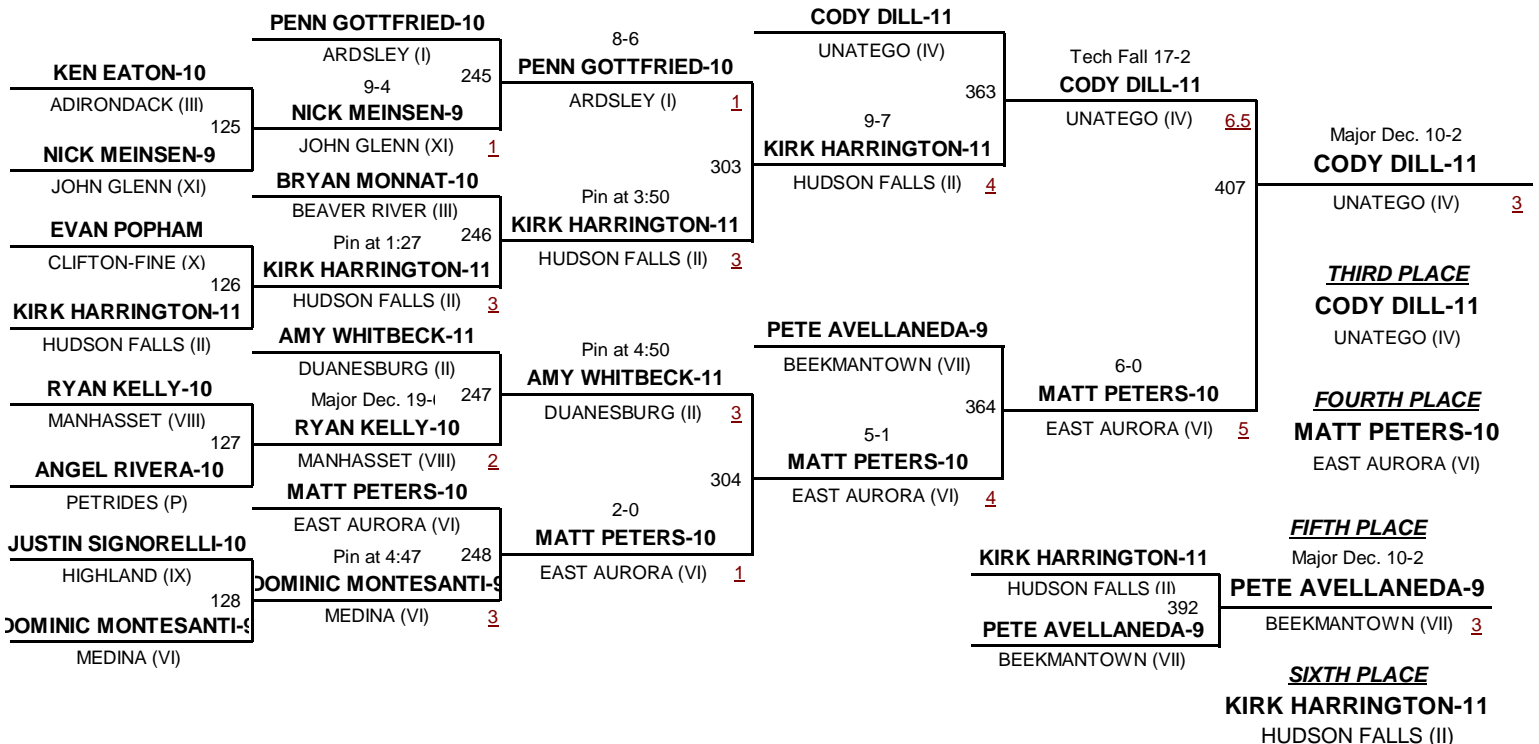 PENN GOTTFRIED-10
ARDSLEY (I)
KEN EATON-10
ADIRONDACK (III)
125
NICK MEINSEN-9
JOHN GLENN (XI)
9-4
245
NICK MEINSEN-9
JOHN GLENN (XI) 1
BRYAN MONNAT-10
BEAVER RIVER (III)
EVAN POPHAM
CLIFTON-FINE (X)
126
KIRK HARRINGTON-11
HUDSON FALLS (II)
Pin at 1:27
246
KIRK HARRINGTON-11
HUDSON FALLS (II) 3
AMY WHITBECK-11
DUANESBURG (II)
RYAN KELLY-10
MANHASSET (VIII)
127
ANGEL RIVERA-10
PETRIDES (P)
Major Dec. 19-
247
RYAN KELLY-10
MANHASSET (VIII) 2
MATT PETERS-10
EAST AURORA (VI)
JUSTIN SIGNORELLI-10
HIGHLAND (IX)
128
DOMINIC MONTESANTI-9
MEDINA (VI)
Pin at 4:47
248
DOMINIC MONTESANTI-9
MEDINA (VI) 3
8-6
PENN GOTTFRIED-10
ARDSLEY (I) 1
303
Pin at 3:50
KIRK HARRINGTON-11
HUDSON FALLS (II) 3
Pin at 4:50
AMY WHITBECK-11
DUANESBURG (II) 3
304
2-0
MATT PETERS-10
EAST AURORA (VI) 1
CODY DILL-11
UNATEGO (IV)
363
9-7
KIRK HARRINGTON-11
HUDSON FALLS (II) 4
PETE AVELLANEDA-9
BEEKMANTOWN (VII)
364
5-1
MATT PETERS-10
EAST AURORA (VI) 4
Tech Fall 17-2
CODY DILL-11
UNATEGO (IV) 6.5
407
6-0
MATT PETERS-10
EAST AURORA (VI) 5
Major Dec. 10-2
CODY DILL-11
UNATEGO (IV) 3
THIRD PLACE
CODY DILL-11
UNATEGO (IV)
FOURTH PLACE
MATT PETERS-10
EAST AURORA (VI)
KIRK HARRINGTON-11
HUDSON FALLS (II)
392
PETE AVELLANEDA-9
BEEKMANTOWN (VII)
FIFTH PLACE
Major Dec. 10-2
PETE AVELLANEDA-9
BEEKMANTOWN (VII) 3
SIXTH PLACE
KIRK HARRINGTON-11
HUDSON FALLS (II)